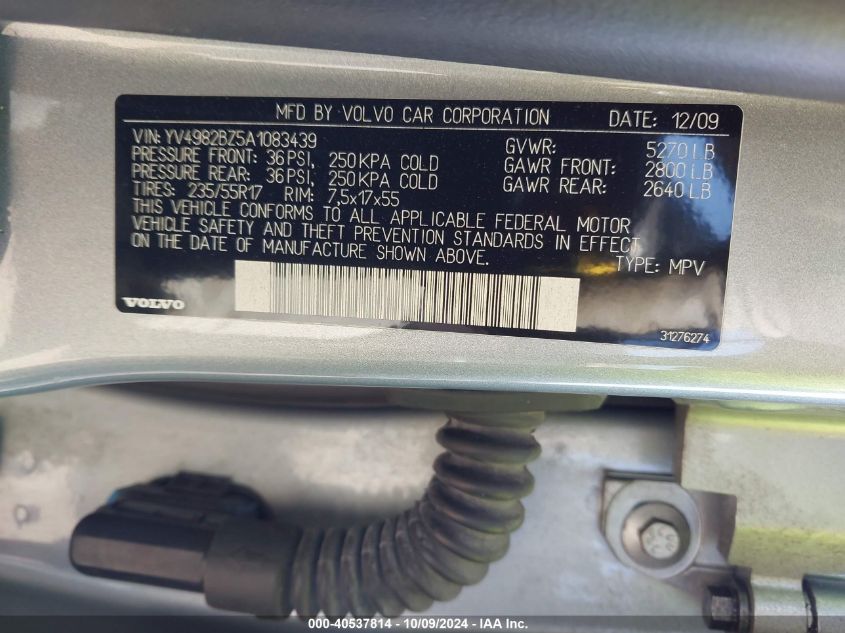 MFD BY VOLVO CAR CORPORATION DATE: 12/09
VIN: YV4982BZ5A1083439 GVWR: 5270 LB
PRESSURE FRONT: 36 PSI, 250 KPA COLD GAWR FRONT: 2800 LB
PRESSURE REAR: 36 PSI, 250 KPA COLD GAWR REAR: 2640 LB
TIRES: 235/55R17 RIM: 7,5x17x55
THIS VEHICLE CONFORMS TO ALL APPLICABLE FEDERAL MOTOR
VEHICLE SAFETY AND THEFT PREVENTION STANDARDS IN EFFECT
ON THE DATE OF MANUFACTURE SHOWN ABOVE.
TYPE: MPV
VOLVO
31276274
000-40537814 - 10/09/2024 - IAA Inc.